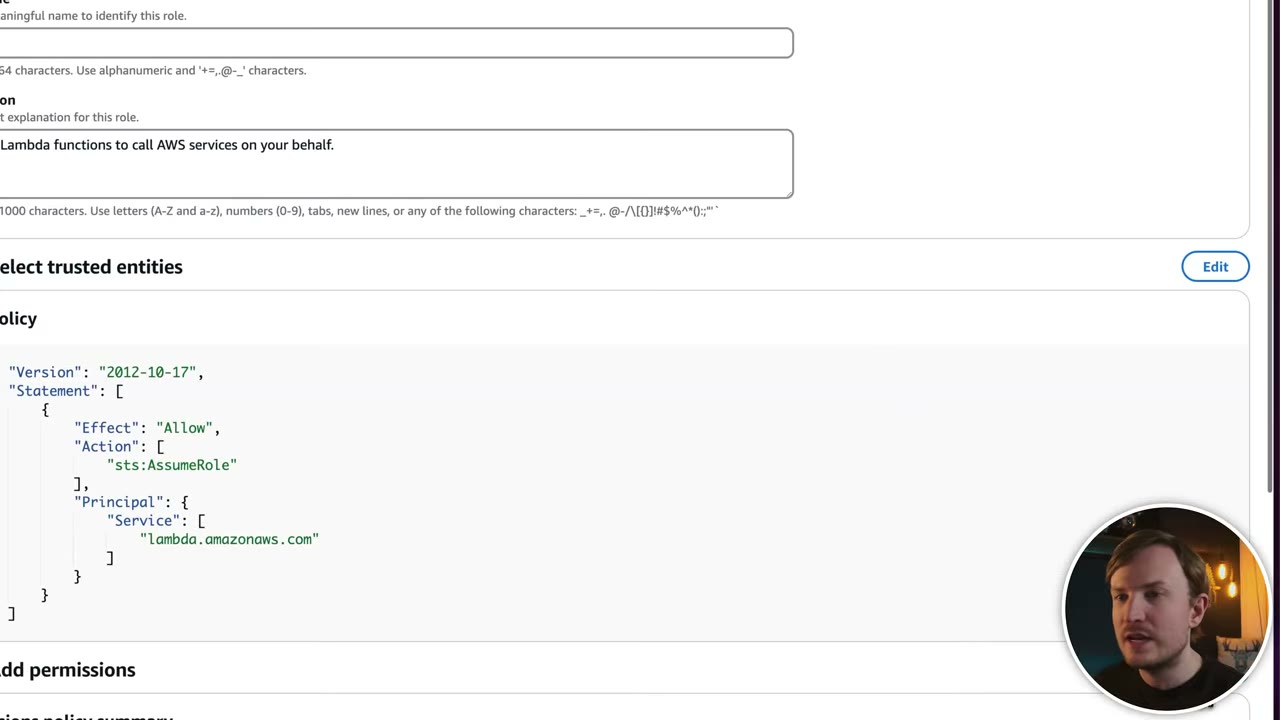 aningful name to identify this role.
64 characters. Use alphanumeric and '+=,.@-_' characters.
on
t explanation for this role.
Lambda functions to call AWS services on your behalf.
1000 characters. Use letters (A-Z and a-z), numbers (0-9), tabs, new lines, or any of the following characters: _+=,. @-/\[{}]!#$%^*();:"'`
elect trusted entities
Edit
olicy
"Version": "2012-10-17",
"Statement": [
{
"Effect": "Allow",
"Action": [
"sts:AssumeRole"
],
"Principal": {
"Service": [
"lambda.amazonaws.com"
]
}
}
]
dd permissions
sions policy summary